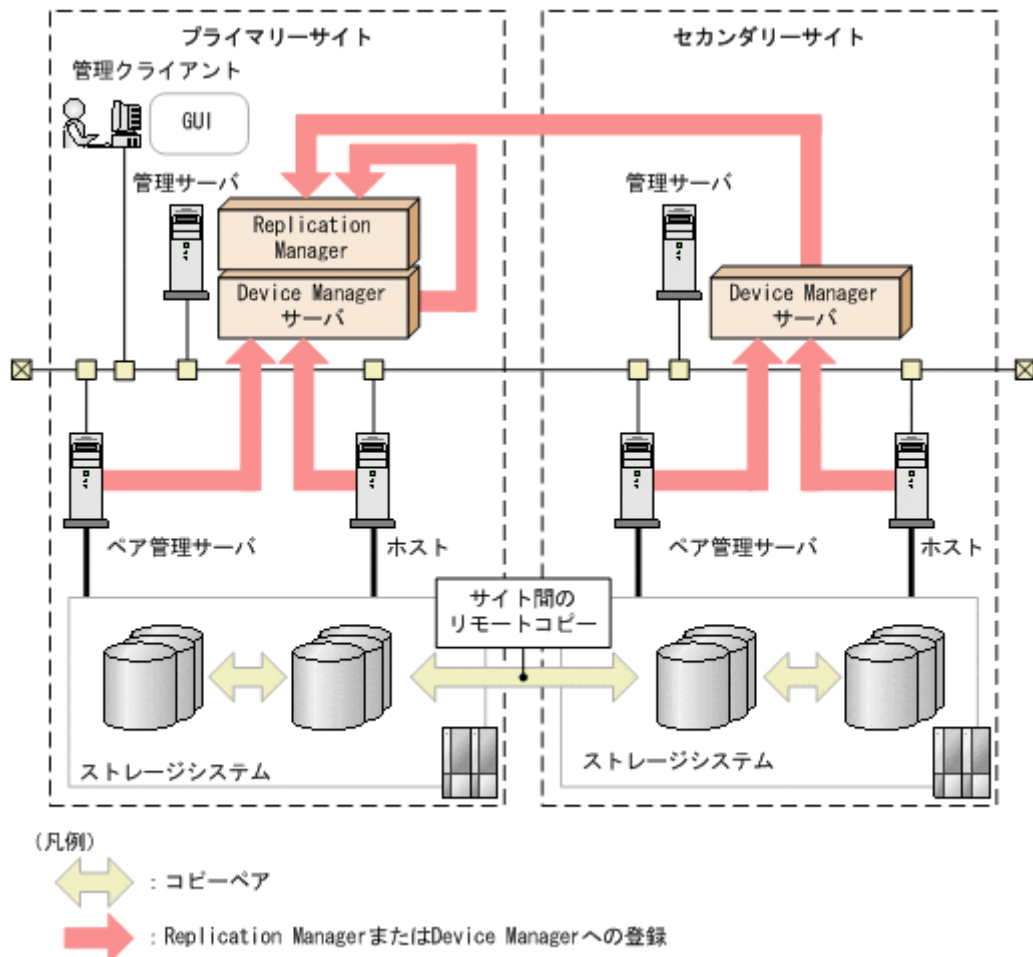 プライマリーサイト
セカンダリーサイト
管理クライアント
GUI
管理サーバ
管理サーバ
Replication
Manager
Device Manager
サーバ
Device Manager
サーバ
ペア管理サーバ
ホスト
ペア管理サーバ
ホスト
サイト間の
リモートコピー
ストレージシステム
ストレージシステム
(凡例)
：コピーペア
：Replication ManagerまたはDevice Managerへの登録